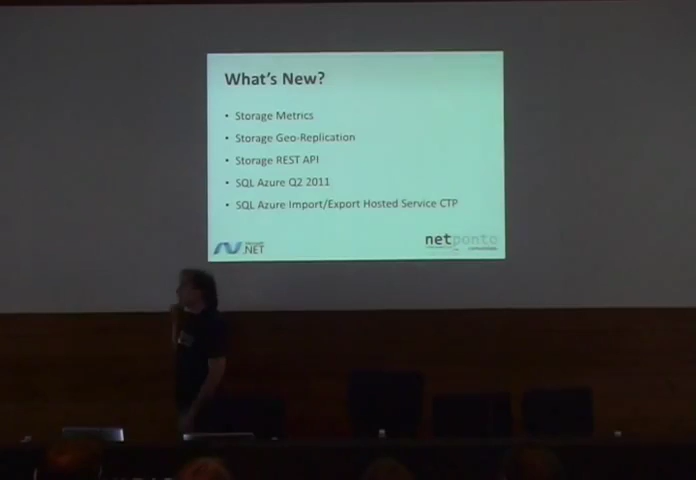 What's New?
• Storage Metrics
• Storage Geo-Replication
• Storage REST API
• SQL Azure Q2 2011
• SQL Azure Import/Export Hosted Service CTP
.NET
netponto